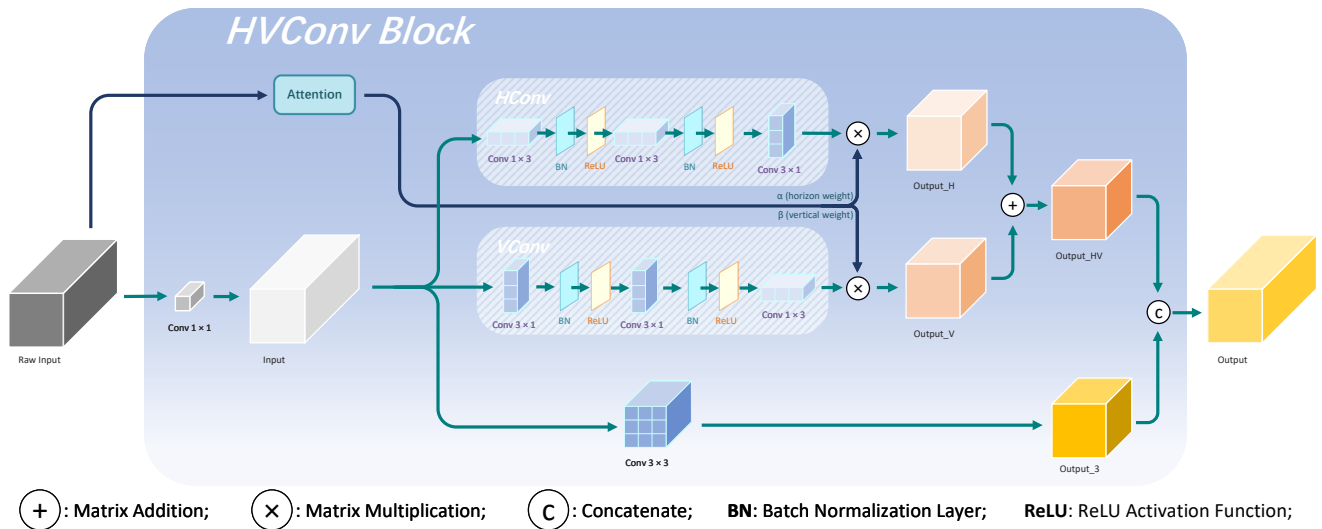 HVConv Block
Attention
HConv
Conv 1 × 3
BN
ReLU
Conv 1 × 3
BN
ReLU
Conv 3 × 1
×
Output_H
α (horizon weight)
β (vertical weight)
+
Output_HV
VConv
Conv 3 × 1
BN
ReLU
Conv 3 × 1
BN
ReLU
Conv 1 × 3
×
Output_V
Raw Input
Conv 1 × 1
Input
C
Output
Conv 3 × 3
Output_3
+ : Matrix Addition; × : Matrix Multiplication; C : Concatenate; BN: Batch Normalization Layer; ReLU: ReLU Activation Function;